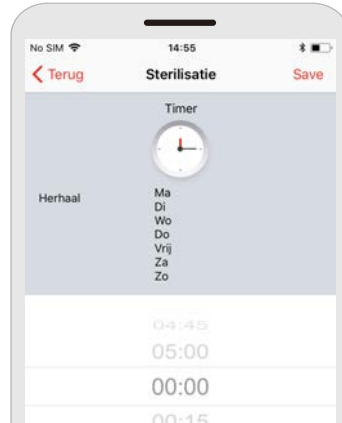 No SIM 14:55
Terug Sterilisatie Save
Timer
Herhaal
Ma
Di
Wo
Do
Vrij
Za
Zo
04:45
05:00
00:00
00:15